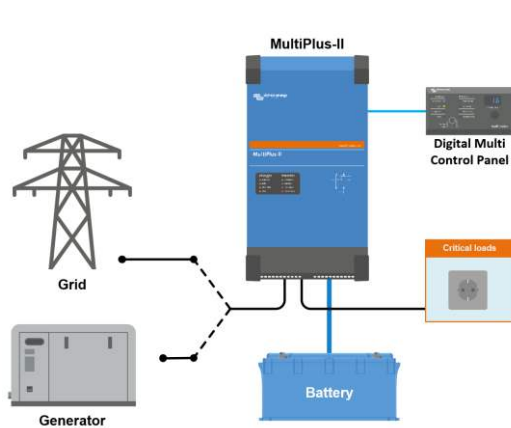 MultiPlus-II
MultiPlus-II
Digital Multi
Control Panel
Grid
Critical loads
Battery
Generator